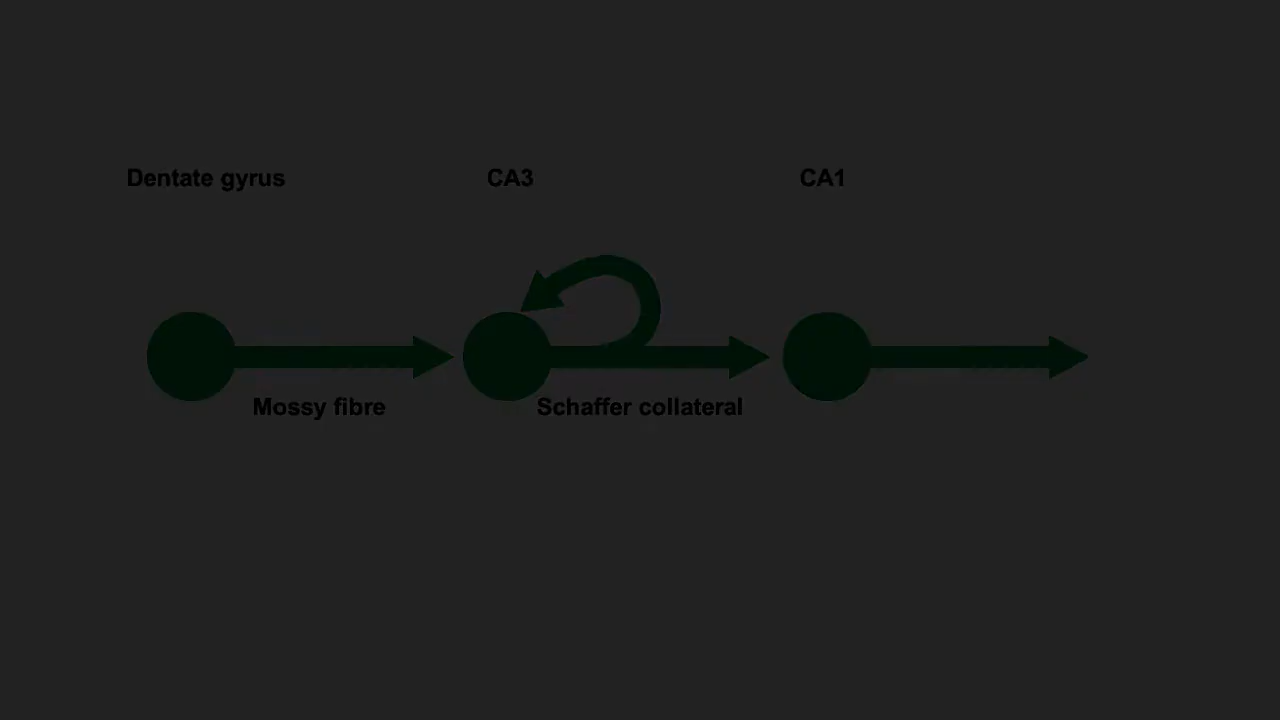 Dentate gyrus
CA3
CA1
Mossy fibre
Schaffer collateral